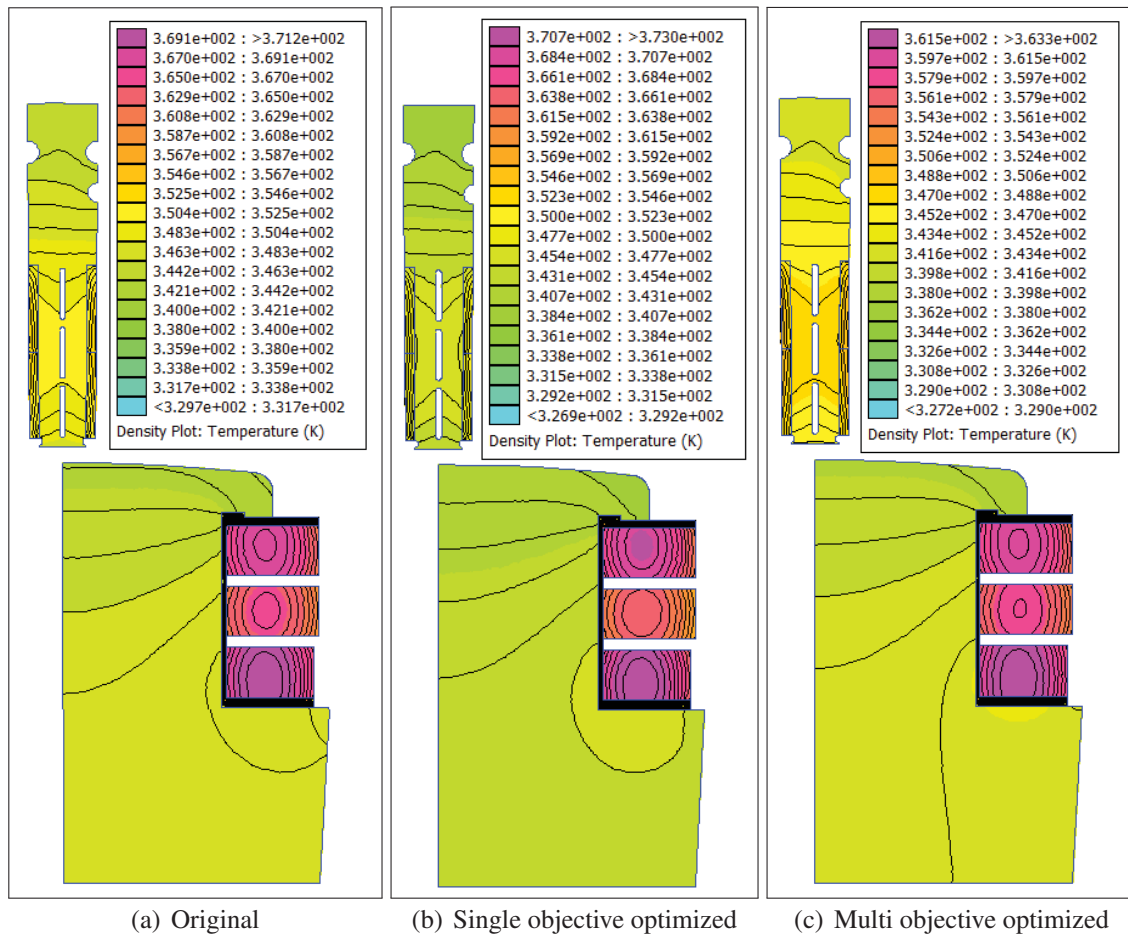 3.691e+002 : >3.712e+002
3.670e+002 : 3.691e+002
3.650e+002 : 3.670e+002
3.629e+002 : 3.650e+002
3.608e+002 : 3.629e+002
3.587e+002 : 3.608e+002
3.567e+002 : 3.587e+002
3.546e+002 : 3.567e+002
3.525e+002 : 3.546e+002
3.504e+002 : 3.525e+002
3.483e+002 : 3.504e+002
3.463e+002 : 3.483e+002
3.442e+002 : 3.463e+002
3.421e+002 : 3.442e+002
3.400e+002 : 3.421e+002
3.380e+002 : 3.400e+002
3.359e+002 : 3.380e+002
3.338e+002 : 3.359e+002
3.317e+002 : 3.338e+002
<3.297e+002 : 3.317e+002
Density Plot: Temperature (K)
3.707e+002 : >3.730e+002
3.684e+002 : 3.707e+002
3.661e+002 : 3.684e+002
3.638e+002 : 3.661e+002
3.615e+002 : 3.638e+002
3.592e+002 : 3.615e+002
3.569e+002 : 3.592e+002
3.546e+002 : 3.569e+002
3.523e+002 : 3.546e+002
3.500e+002 : 3.523e+002
3.477e+002 : 3.500e+002
3.454e+002 : 3.477e+002
3.431e+002 : 3.454e+002
3.407e+002 : 3.431e+002
3.384e+002 : 3.407e+002
3.361e+002 : 3.384e+002
3.338e+002 : 3.361e+002
3.315e+002 : 3.338e+002
3.292e+002 : 3.315e+002
<3.269e+002 : 3.292e+002
Density Plot: Temperature (K)
3.615e+002 : >3.633e+002
3.597e+002 : 3.615e+002
3.579e+002 : 3.597e+002
3.561e+002 : 3.579e+002
3.543e+002 : 3.561e+002
3.524e+002 : 3.543e+002
3.506e+002 : 3.524e+002
3.488e+002 : 3.506e+002
3.470e+002 : 3.488e+002
3.452e+002 : 3.470e+002
3.434e+002 : 3.452e+002
3.416e+002 : 3.434e+002
3.398e+002 : 3.416e+002
3.380e+002 : 3.398e+002
3.362e+002 : 3.380e+002
3.344e+002 : 3.362e+002
3.326e+002 : 3.344e+002
3.308e+002 : 3.326e+002
3.290e+002 : 3.308e+002
<3.272e+002 : 3.290e+002
Density Plot: Temperature (K)
(a) Original
(b) Single objective optimized
(c) Multi objective optimized